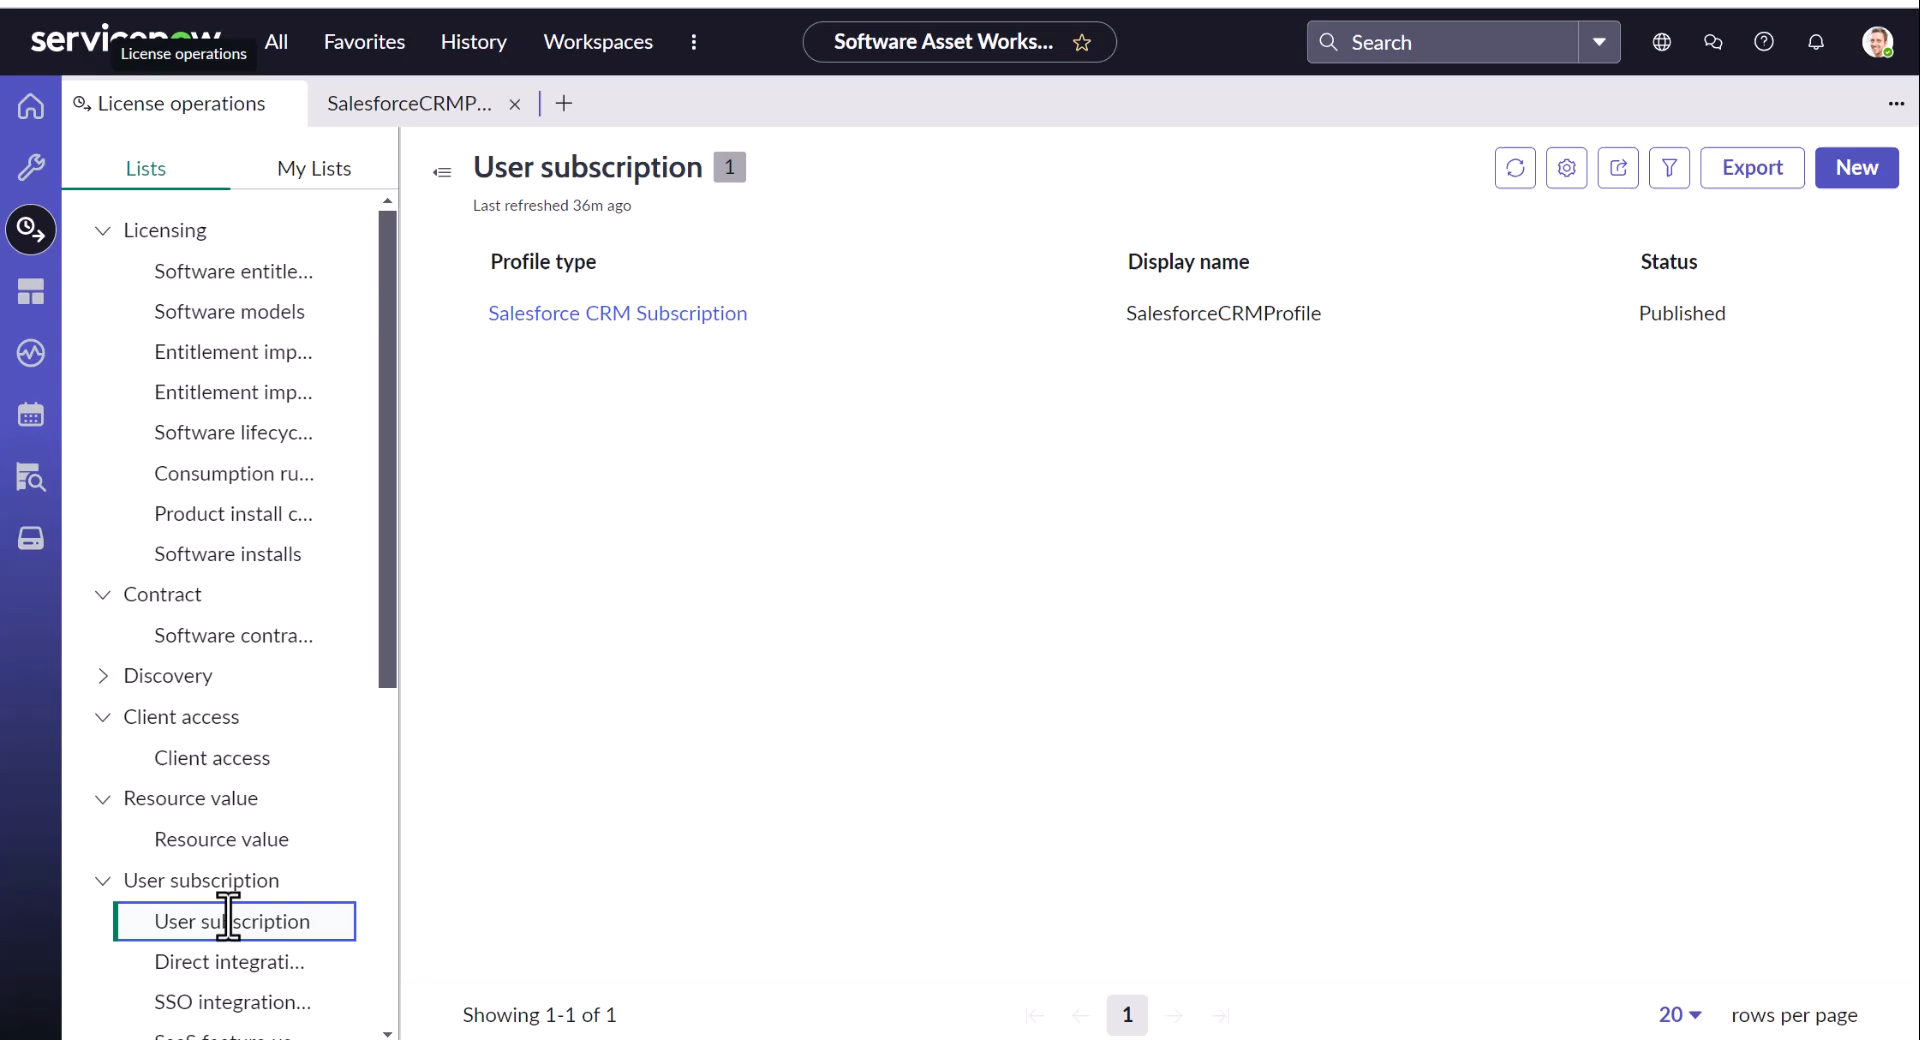 servicenow
License operations
All
Favorites
History
Workspaces
Software Asset Works...
Search
License operations
SalesforceCRMP...
Lists
My Lists
Licensing
Software entitle...
Software models
Entitlement imp...
Entitlement imp...
Software lifecyc...
Consumption ru...
Product install c...
Software installs
Contract
Software contra...
Discovery
Client access
Client access
Resource value
Resource value
User subscription
User subscription
Direct integrati...
SSO integration...
User subscription 1
Last refreshed 36m ago
Export
New
Profile type Display name Status
Salesforce CRM Subscription SalesforceCRMProfile Published
Showing 1-1 of 1
1
20 rows per page